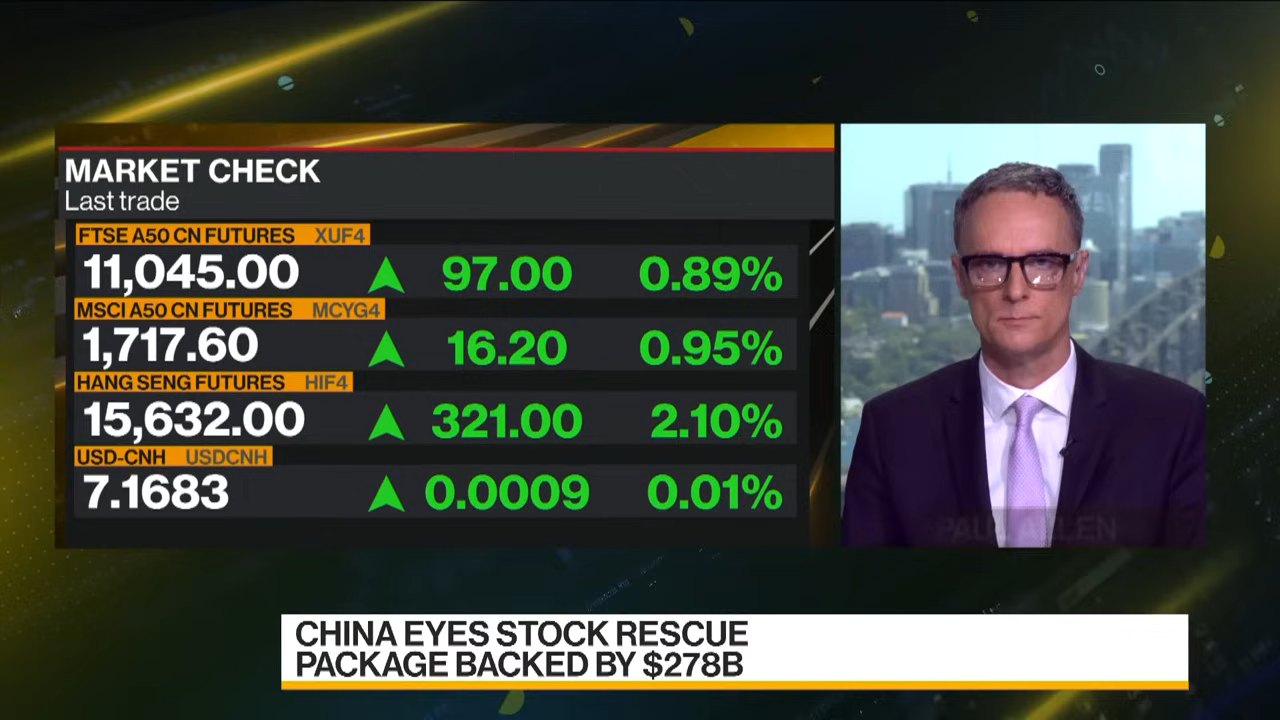 MARKET CHECK
Last trade
FTSE A50 CN FUTURES XUF4
11,045.00 97.00 0.89%
MSCI A50 CN FUTURES MCYG4
1,717.60 16.20 0.95%
HANG SENG FUTURES HIF4
15,632.00 321.00 2.10%
USD-CNH USDCNH
7.1683 0.0009 0.01%
PAUL ALLEN
CHINA EYES STOCK RESCUE
PACKAGE BACKED BY $278B